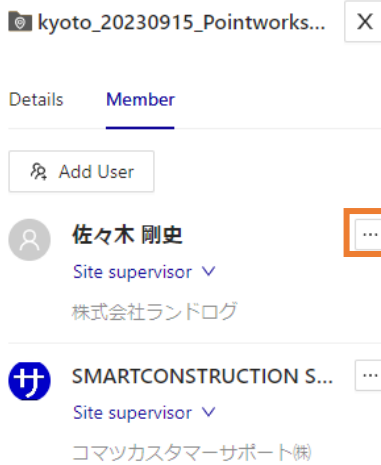 kyoto_20230915_Pointworks...
X
Details
Member
Add User
佐々木 剛史
...
Site supervisor
株式会社ランドログ
サ
SMARTCONSTRUCTION S...
...
Site supervisor
コマツカスタマーサポート㈱